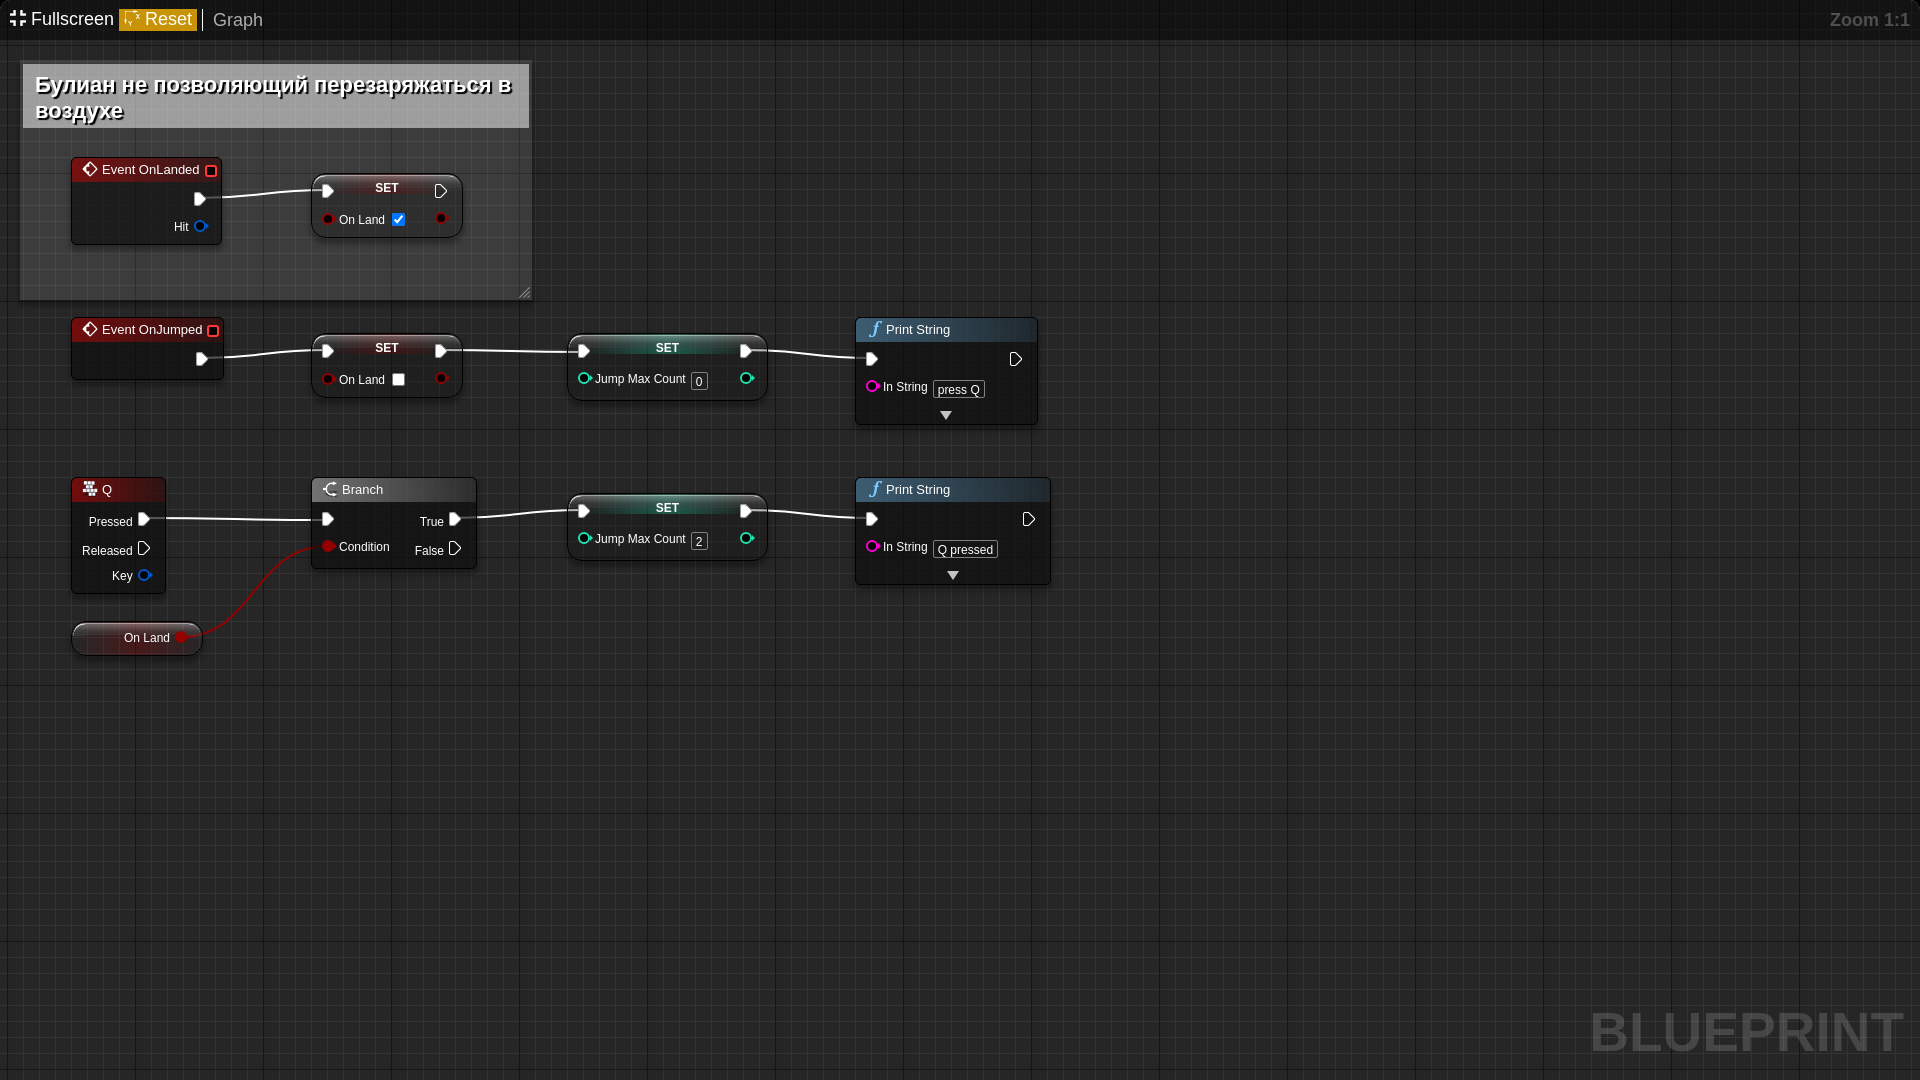 Fullscreen Reset Graph Zoom 1:1
Булиан не позволяющий перезаряжаться в
воздухе
Event OnLanded
Hit
SET
On Land
Event OnJumped
SET
On Land
SET
Jump Max Count 0
Print String
In String press Q
Q
Pressed
Released
Key
Branch
True
Condition False
SET
Jump Max Count 2
Print String
In String Q pressed
On Land
BLUEPRINT